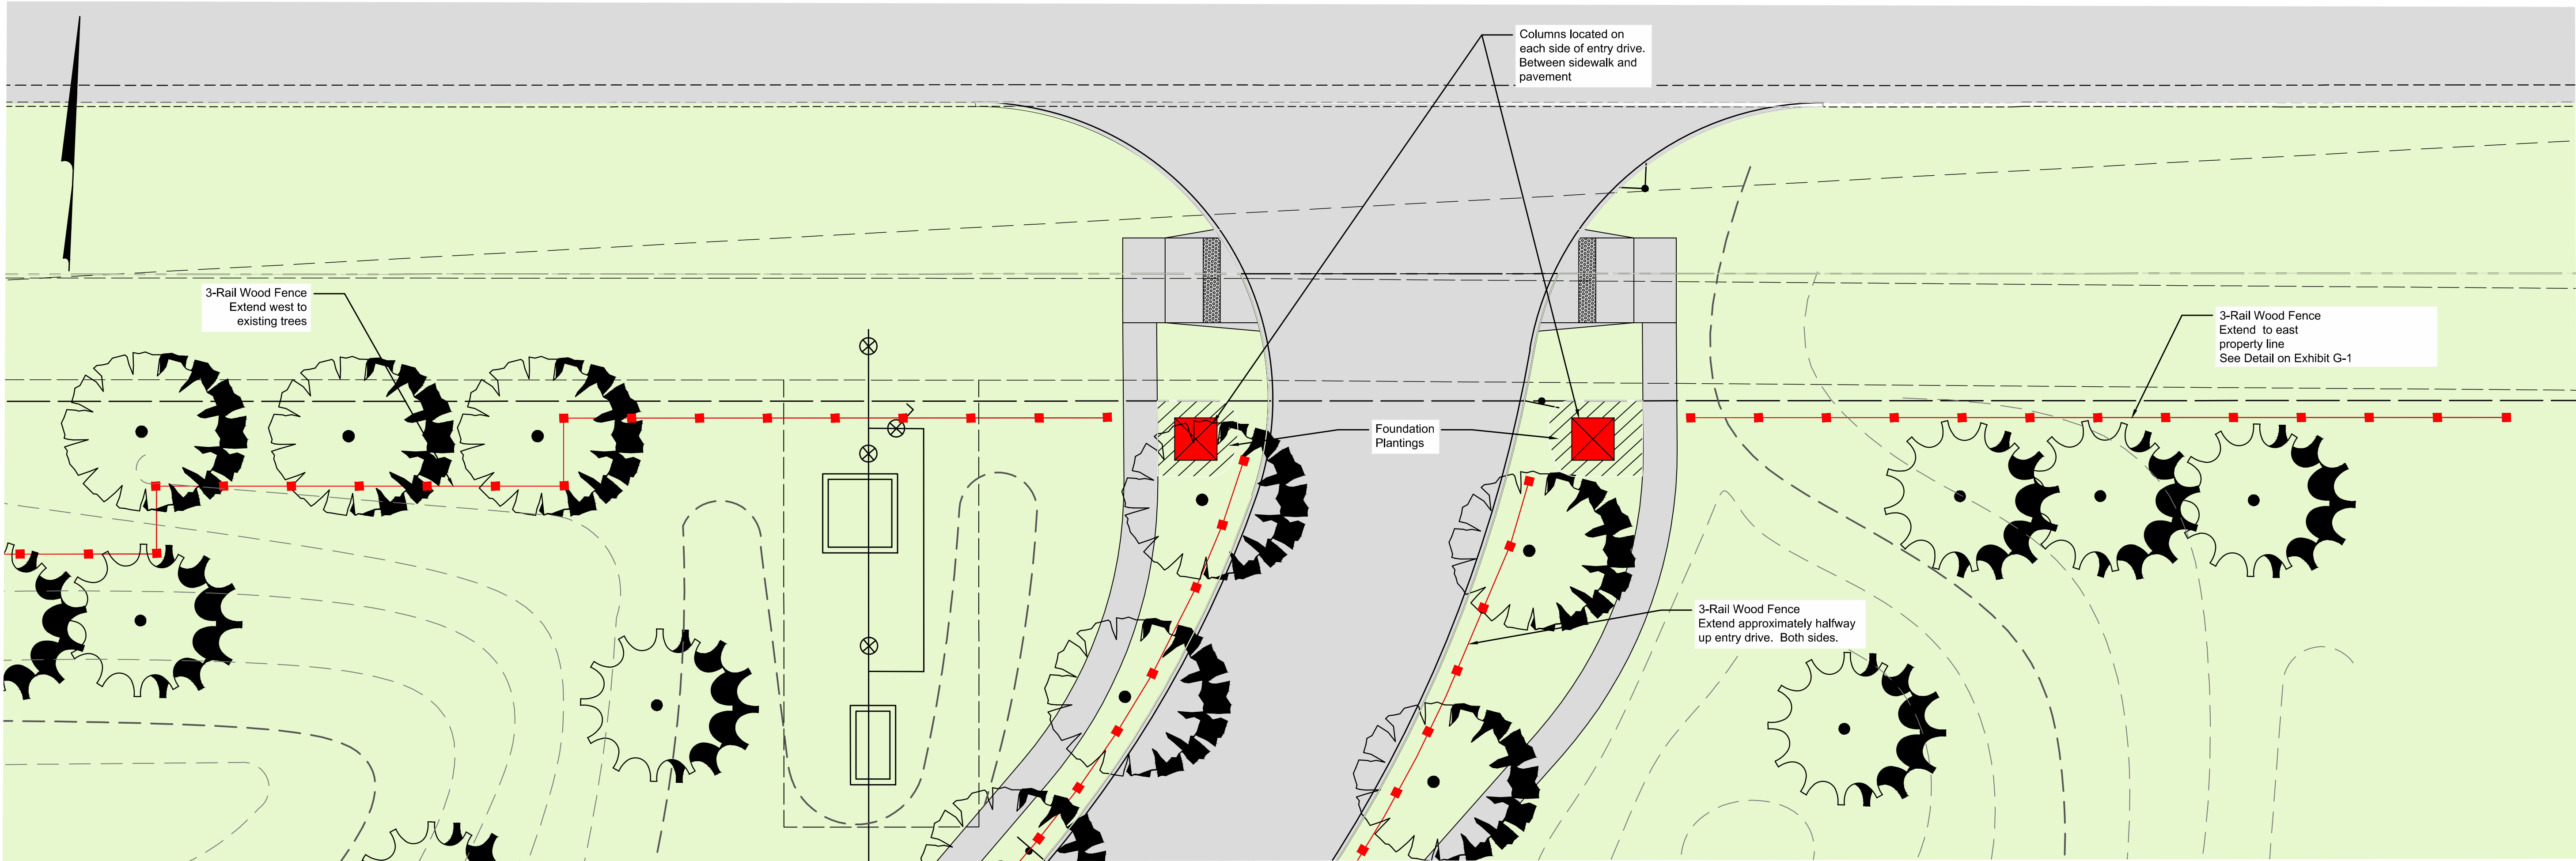 Columns located on
each side of entry drive.
Between sidewalk and
pavement
3-Rail Wood Fence
Extend west to
existing trees
3-Rail Wood Fence
Extend to east
property line
See Detail on Exhibit G-1
Foundation
Plantings
3-Rail Wood Fence
Extend approximately halfway
up entry drive. Both sides.